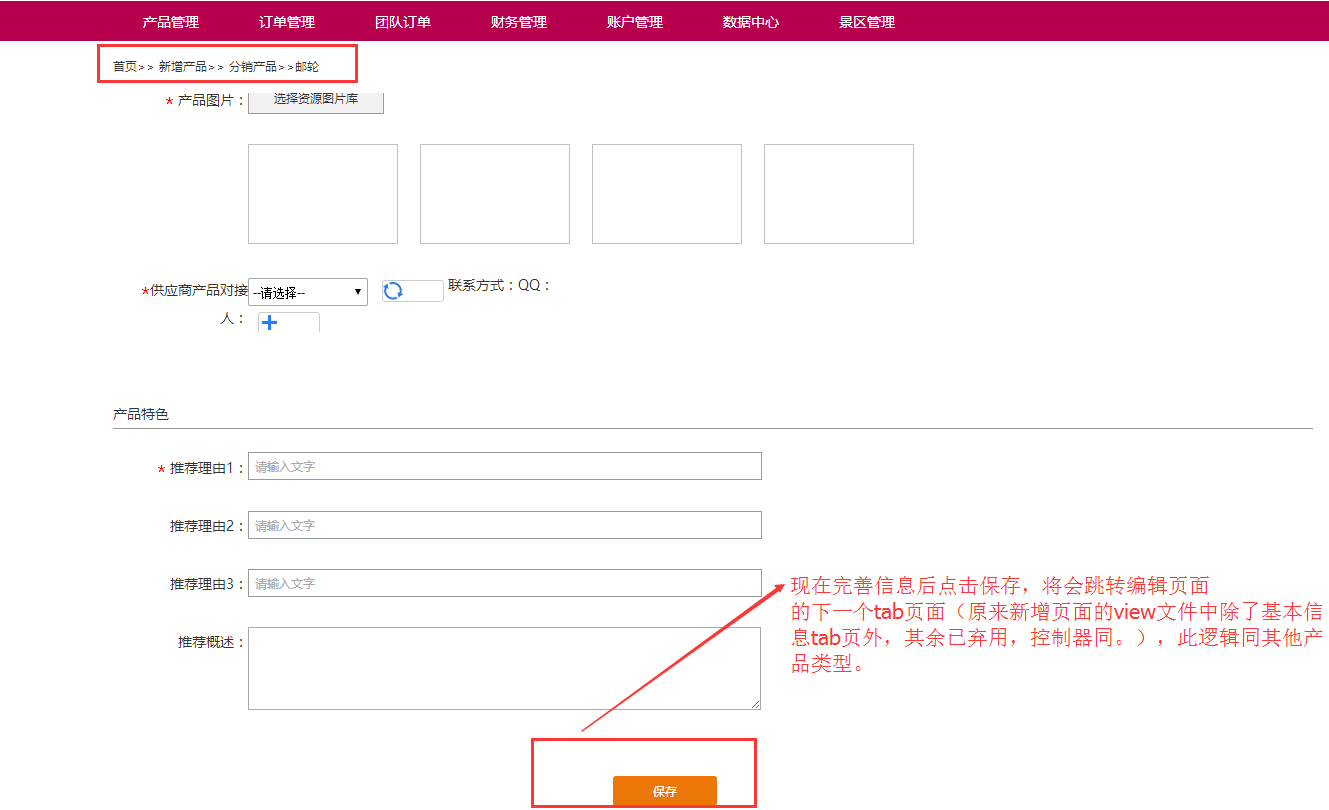 产品管理 订单管理 团队订单 财务管理 账户管理 数据中心 景区管理
首页>> 新增产品>> 分销产品>>邮轮
* 产品图片： 选择资源图片库
*供应商产品对接 --请选择-- 联系方式：QQ：
人：
产品特色
* 推荐理由1： 请输入文字
推荐理由2： 请输入文字
推荐理由3： 请输入文字
现在完善信息后点击保存，将会跳转编辑页面
的下一个tab页面（原来新增页面的view文件中除了基本信
息tab页外，其余已弃用，控制器同。），此逻辑同其他产
品类型。
推荐概述：
保存